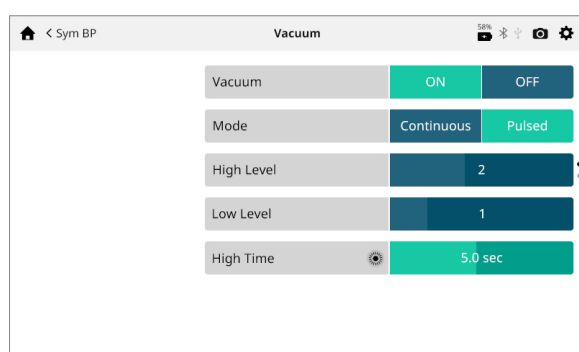 < Sym BP Vacuum 58%
Vacuum ON OFF
Mode Continuous Pulsed
High Level 2
Low Level 1
High Time 5.0 sec